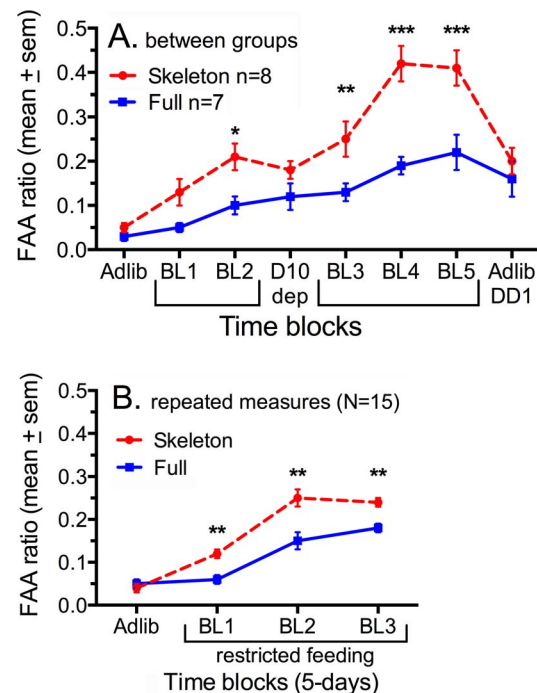 A. between groups
Skeleton n=8
Full n=7
* ** *** ***
FAA ratio (mean ± sem)
0.5
0.4
0.3
0.2
0.1
0.0
Adlib BL1 BL2 D10 BL3 BL4 BL5 Adlib
dep DD1
Time blocks
B. repeated measures (N=15)
Skeleton
Full
** ** **
FAA ratio (mean ± sem)
0.5
0.4
0.3
0.2
0.1
0.0
Adlib BL1 BL2 BL3
restricted feeding
Time blocks (5-days)